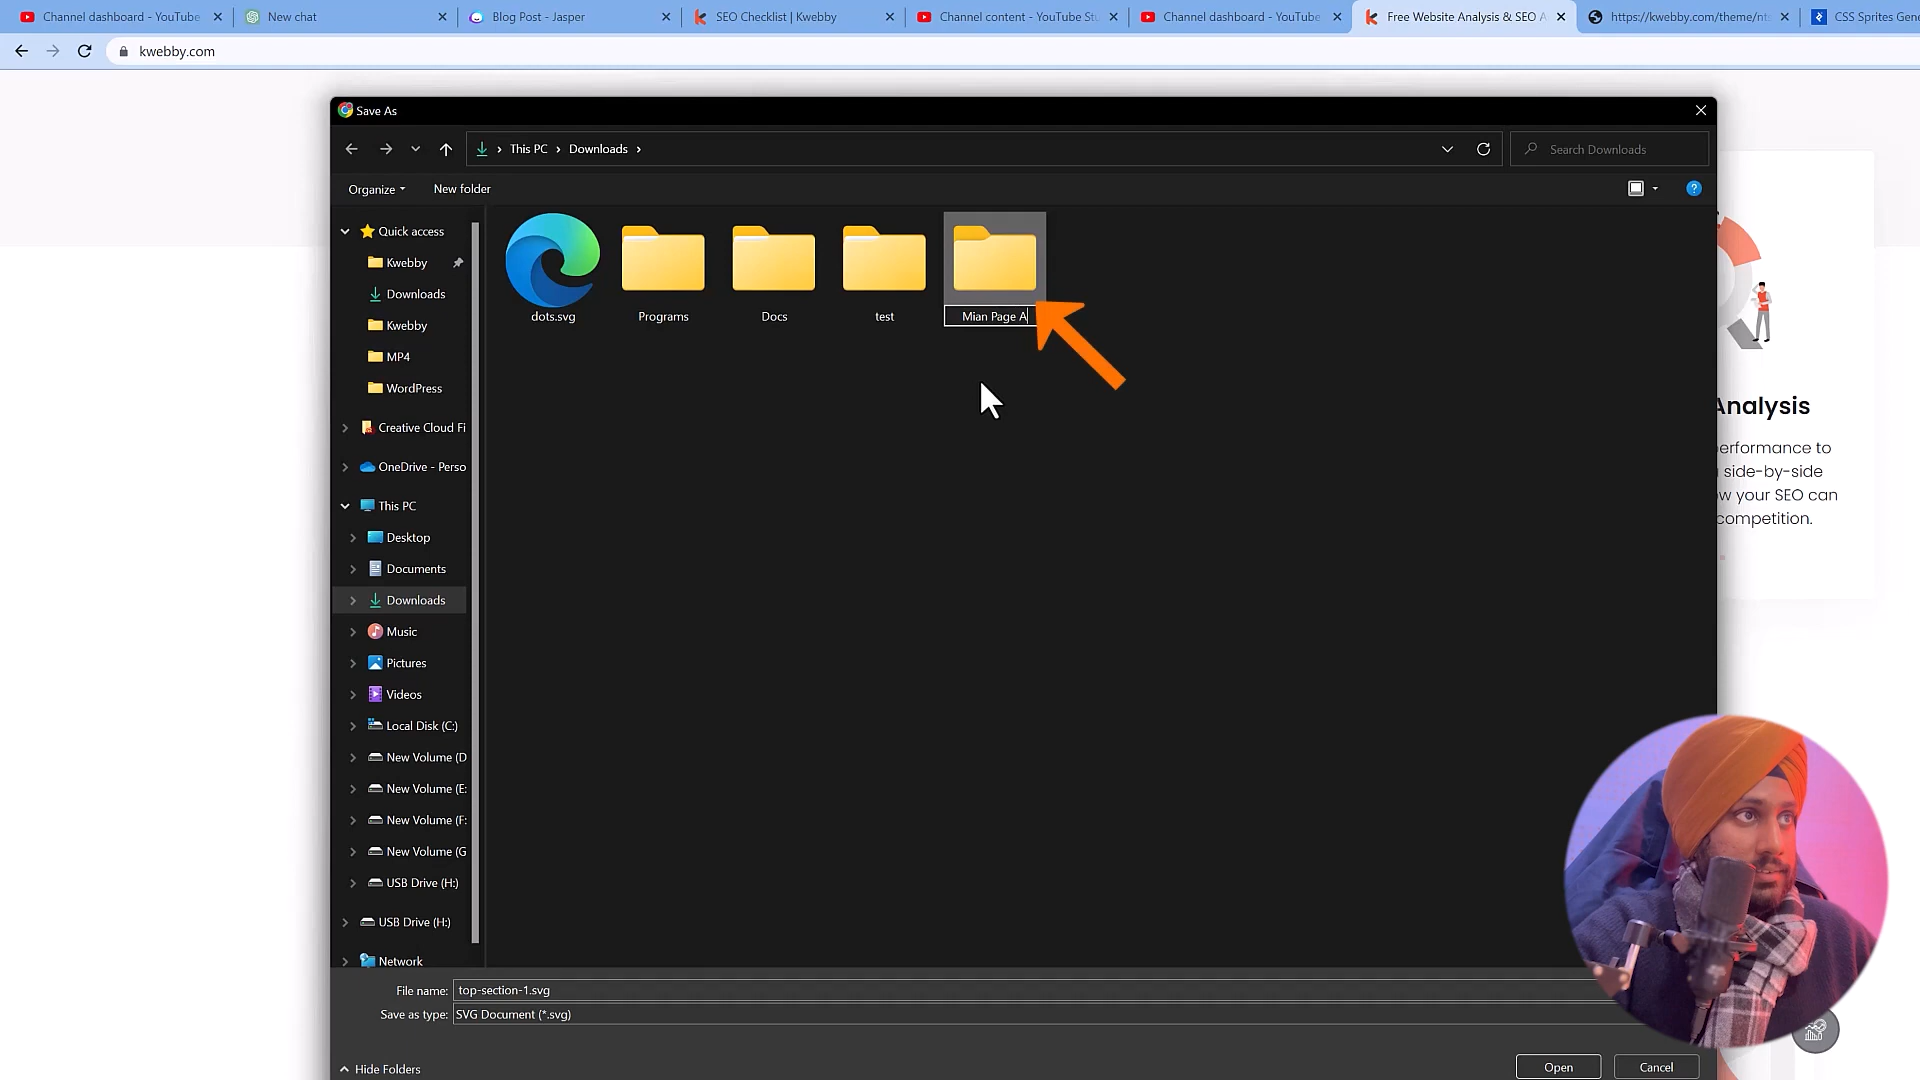 Channel dashboard - YouTube
New chat
Blog Post - Jasper
SEO Checklist | Kwebby
Channel content - YouTube Stu
Channel dashboard - YouTube
Free Website Analysis & SEO A
https://kwebby.com/theme/nts
CSS Sprites Gene
kwebby.com
Save As
This PC
Downloads
Search Downloads
Organize
New folder
Quick access
Kwebby
Downloads
Kwebby
MP4
WordPress
Creative Cloud Fi
OneDrive - Perso
This PC
Desktop
Documents
Downloads
Music
Pictures
Videos
Local Disk (C:)
New Volume (D
New Volume (E:
New Volume (F:
New Volume (G
USB Drive (H:)
USB Drive (H:)
Network
dots.svg
Programs
Docs
test
Mian Page A
Analysis
performance to
side-by-side
ow your SEO can
competition.
File name: top-section-1.svg
Save as type: SVG Document (*.svg)
Hide Folders
Open
Cancel